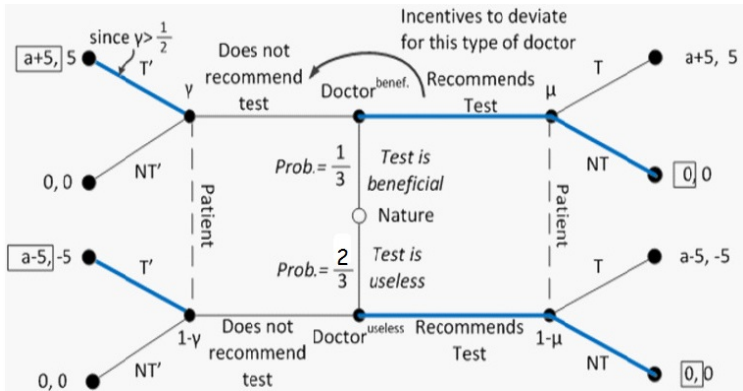 Incentives to deviate
for this type of doctor
since γ> 1/2
a+5, 5
T'
Does not
recommend
test
γ
Doctor benef.
Recommends
Test
μ
T
a+5, 5
NT'
0, 0
Prob.= 1/3
Test is
beneficial
NT
0, 0
Patient
Nature
Patient
a-5, -5
T'
Prob.= 2/3
Test is
useless
T
a-5, -5
1-γ
Does not
recommend
test
Doctor useless
Recommends
Test
1-μ
NT'
0, 0
NT
0, 0